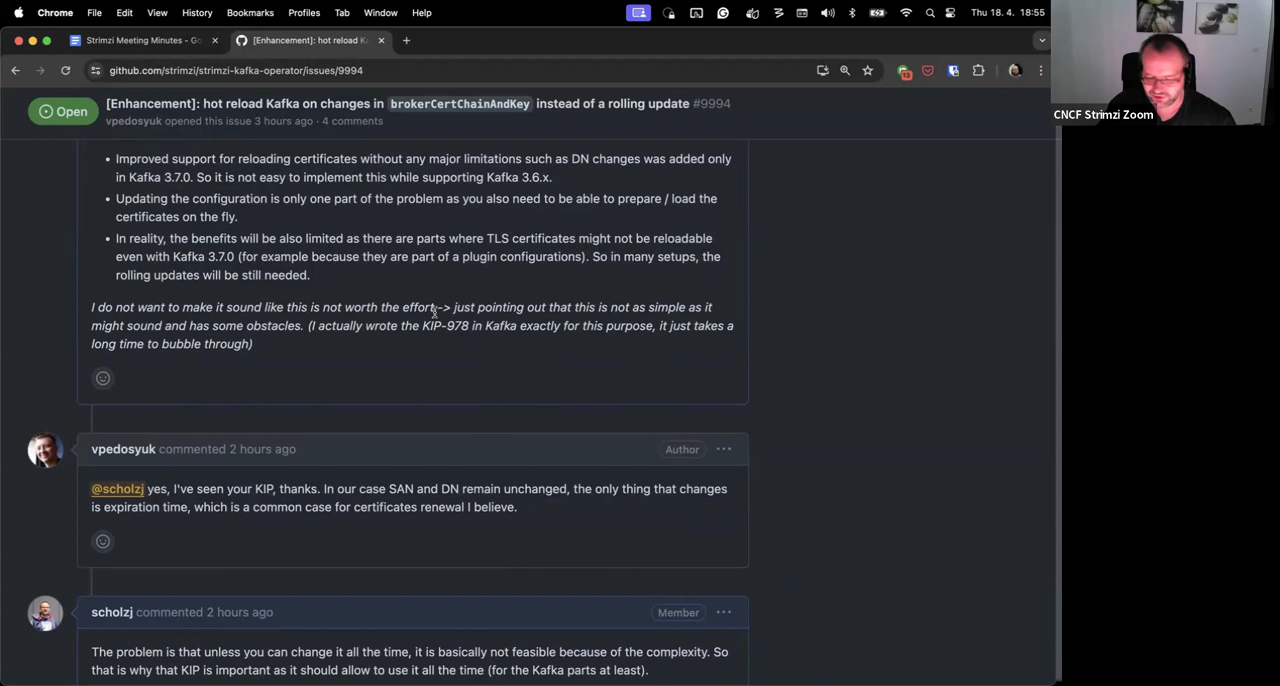 Chrome File Edit View History Bookmarks Profiles Tab Window Help Thu 18. 4. 18:55
Strimzi Meeting Minutes - Go
[Enhancement]: hot reload K
github.com/strimzi/strimzi-kafka-operator/issues/9994
12
CNCF Strimzi Zoom
Open
[Enhancement]: hot reload Kafka on changes in brokerCertChainAndKey instead of a rolling update #9994
vpedosyuk opened this issue 3 hours ago · 4 comments
• Improved support for reloading certificates without any major limitations such as DN changes was added only
in Kafka 3.7.0. So it is not easy to implement this while supporting Kafka 3.6.x.
• Updating the configuration is only one part of the problem as you also need to be able to prepare / load the
certificates on the fly.
• In reality, the benefits will be also limited as there are parts where TLS certificates might not be reloadable
even with Kafka 3.7.0 (for example because they are part of a plugin configurations). So in many setups, the
rolling updates will be still needed.
I do not want to make it sound like this is not worth the effort -> just pointing out that this is not as simple as it
might sound and has some obstacles. (I actually wrote the KIP-978 in Kafka exactly for this purpose, it just takes a
long time to bubble through)
vpedosyuk commented 2 hours ago Author ...
@scholzj yes, I've seen your KIP, thanks. In our case SAN and DN remain unchanged, the only thing that changes
is expiration time, which is a common case for certificates renewal I believe.
scholzj commented 2 hours ago Member ...
The problem is that unless you can change it all the time, it is basically not feasible because of the complexity. So
that is why that KIP is important as it should allow to use it all the time (for the Kafka parts at least).